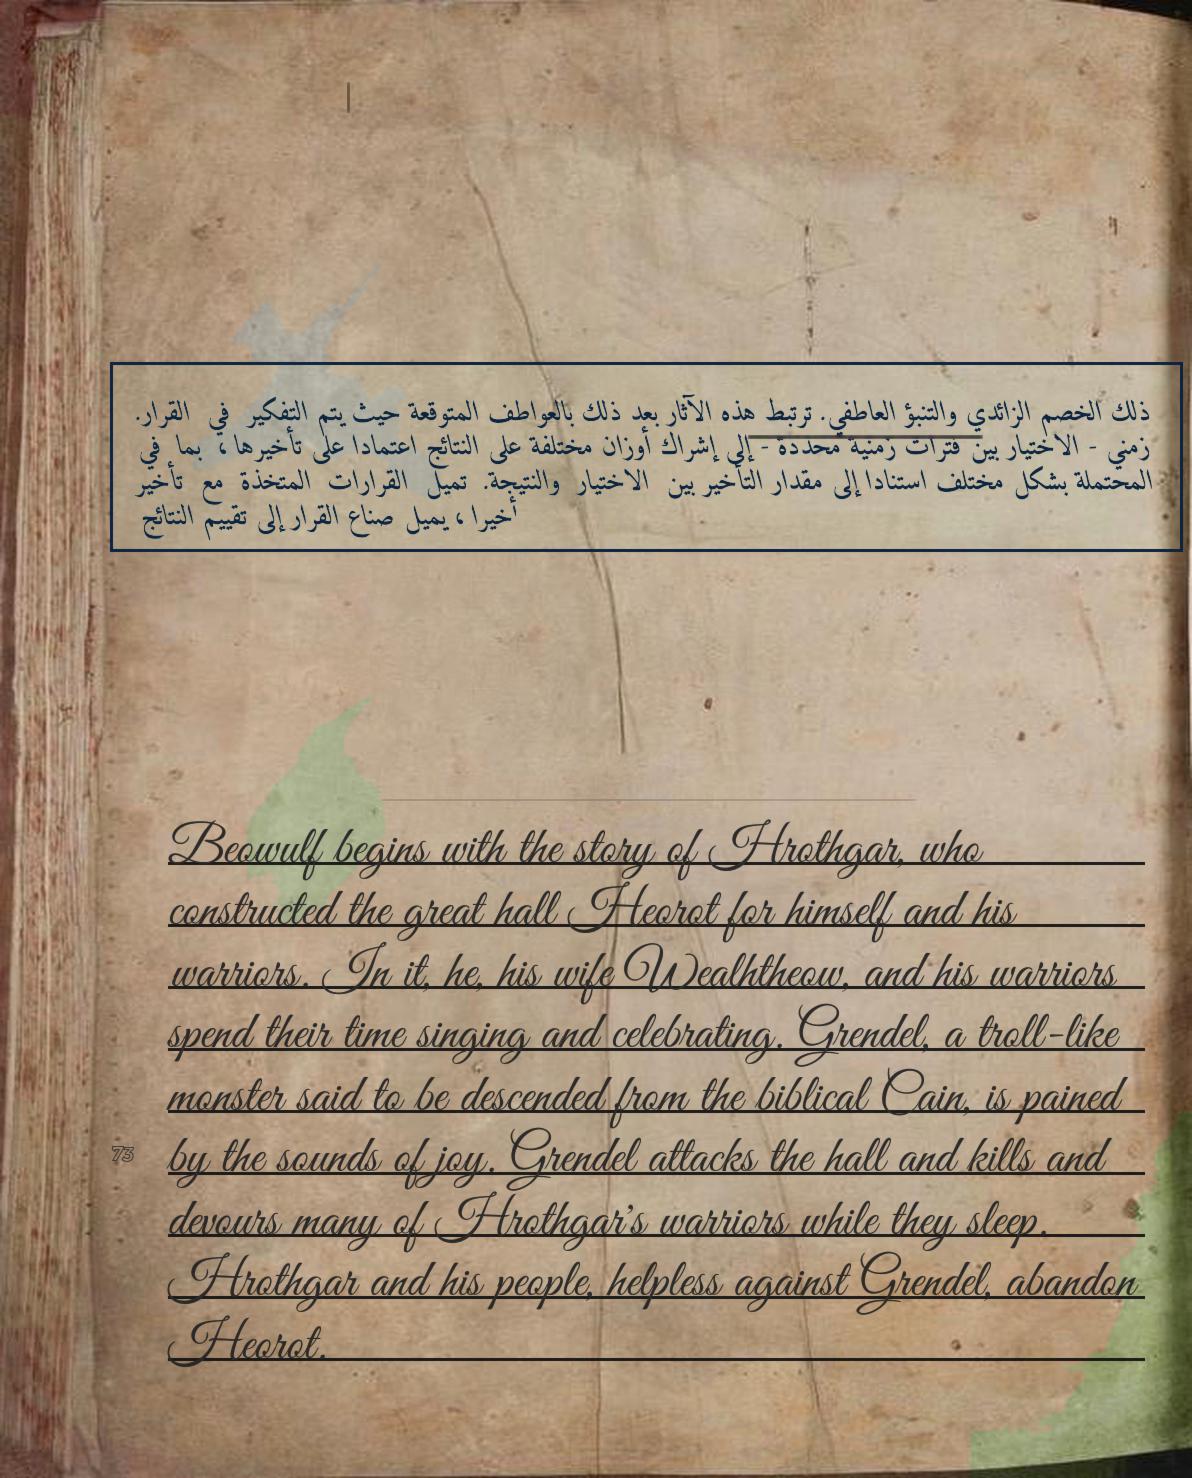 ذلك الخصم الزائدي والتنبؤ العاطفي. ترتبط هذه الآثار بعد ذلك بالعواطف المتوقعة حيث يتم التفكير في القرار.
زمني - الاختيار بين فترات زمنية محددة - إلى إشراك أوزان مختلفة على النتائج اعتمادا على تأخيرها ، بما في
المحتملة بشكل مختلف استنادا إلى مقدار التأخير بين الاختيار والنتيجة. تميل القرارات المتخذة مع تأخير
أخيرا ، يميل صناع القرار إلى تقييم النتائج
Beowulf begins with the story of Hrothgar, who
constructed the great hall Heorot for himself and his
warriors. In it, he, his wife Wealhtheow, and his warriors
spend their time singing and celebrating. Grendel, a troll-like
monster said to be descended from the biblical Cain, is pained
73
by the sounds of joy. Grendel attacks the hall and kills and
devours many of Hrothgar's warriors while they sleep.
Hrothgar and his people, helpless against Grendel, abandon
Heorot.